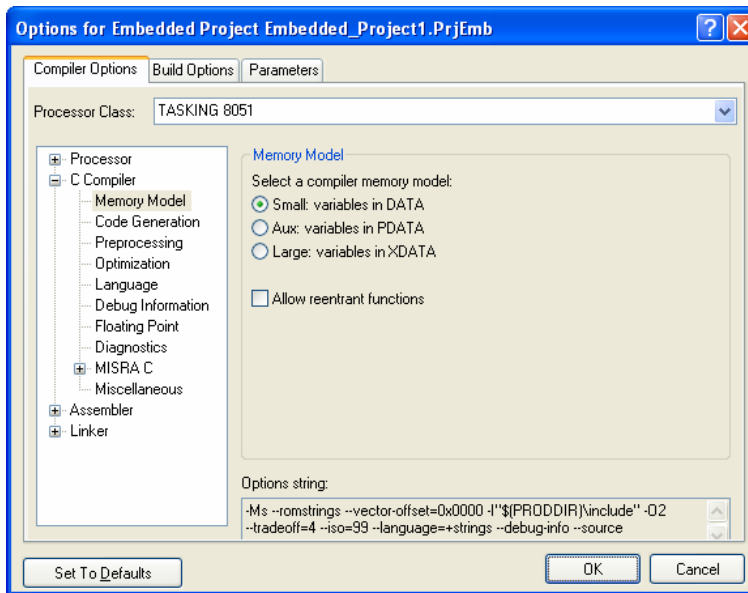 Options for Embedded Project Embedded_Project1.PrjEmb
Compiler Options Build Options Parameters
Processor Class: TASKING 8051
Processor
C Compiler
Memory Model
Code Generation
Preprocessing
Optimization
Language
Debug Information
Floating Point
Diagnostics
MISRA C
Miscellaneous
Assembler
Linker
Memory Model
Select a compiler memory model:
Small: variables in DATA
Aux: variables in PDATA
Large: variables in XDATA
Allow reentrant functions
Options string:
-Ms --romstrings --vector-offset=0x0000 -I"$(PRODDIR)\include" -O2
--tradeoff=4 --iso=99 --language=+strings --debug-info --source
Set To Defaults
OK
Cancel